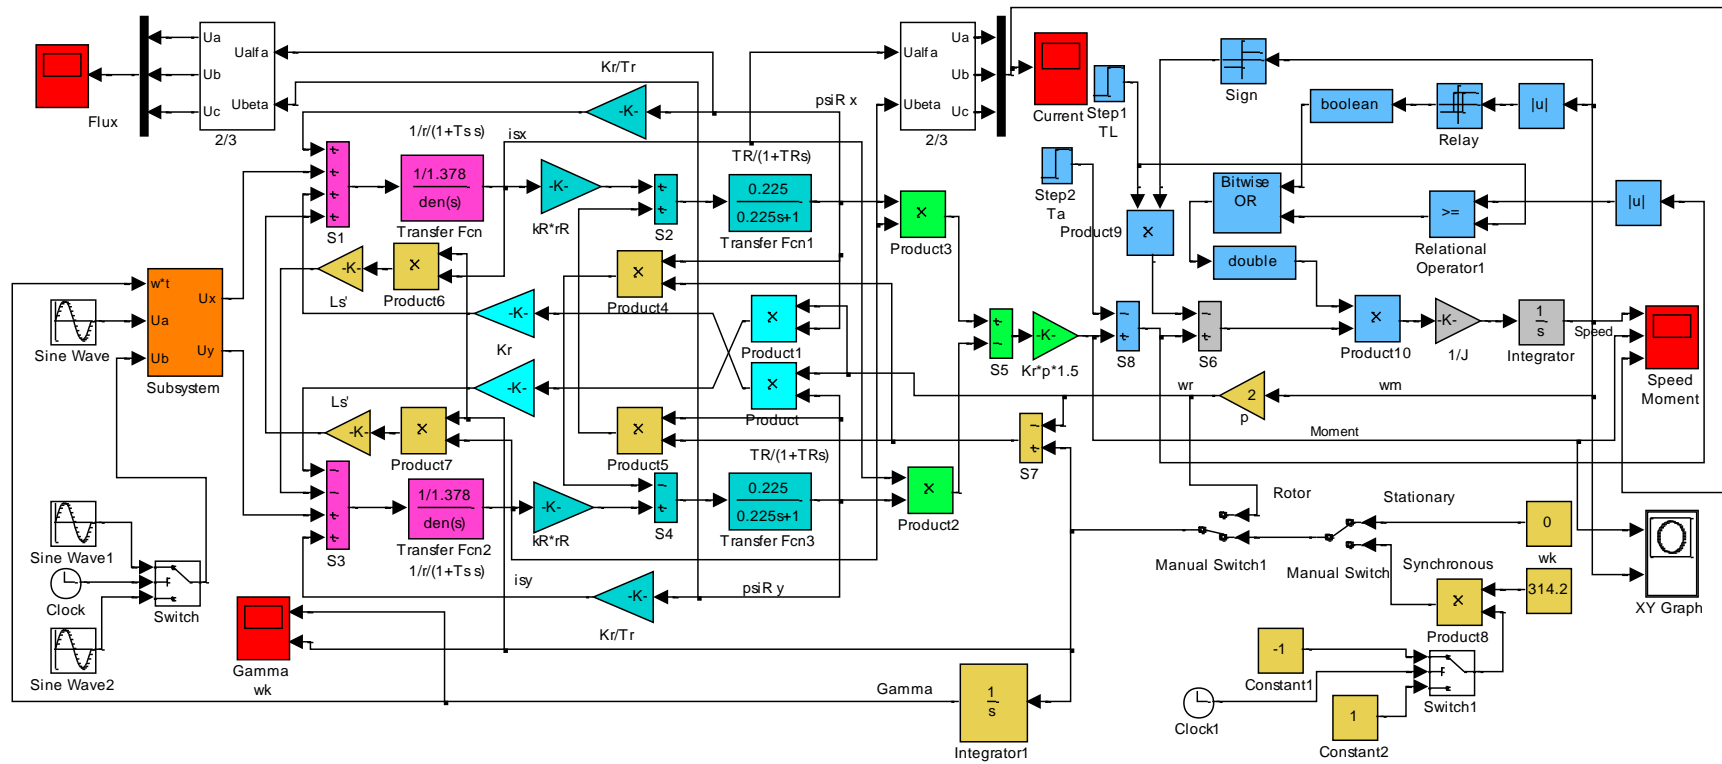 Ua
Ub
Uc
Ualfa
Ubeta
2/3
Flux
Kr/Tr
-K-
psiR x
Ualfa
Ubeta
Ua
Ub
Uc
2/3
Current
Step1
TL
Sign
boolean
Relay
|u|
1/r/(1+Ts s)
isx
TR/(1+TRs)
S1
1/1.378
den(s)
Transfer Fcn
-K-
kR*rR
S2
0.225
0.225s+1
Transfer Fcn1
×
Product3
Step2
Ta
×
Product9
Bitwise
OR
>=
Relational
Operator1
|u|
double
w*t
Ua
Ub
Ux
Uy
Subsystem
Sine Wave
-K-
Ls'
×
Product6
×
Product4
-K-
Kr
-K-
×
Product1
×
Product
S5
-K-
Kr*p*1.5
S8
S6
×
Product10
-K-
1/J
1
s
Integrator
Speed
Speed
Moment
wr
2
p
wm
Moment
Ls'
-K-
×
Product7
×
Product5
S7
TR/(1+TRs)
S3
1/1.378
den(s)
Transfer Fcn2
1/r/(1+Ts s)
-K-
kR*rR
S4
0.225
0.225s+1
Transfer Fcn3
×
Product2
isy
-K-
Kr/Tr
psiR y
Sine Wave1
Clock
Switch
Sine Wave2
Gamma
wk
Gamma
1
s
Integrator1
Rotor
Stationary
Manual Switch1
Manual Switch
Synchronous
0
wk
314.2
×
Product8
XY Graph
-1
Constant1
Clock1
1
Constant2
Switch1